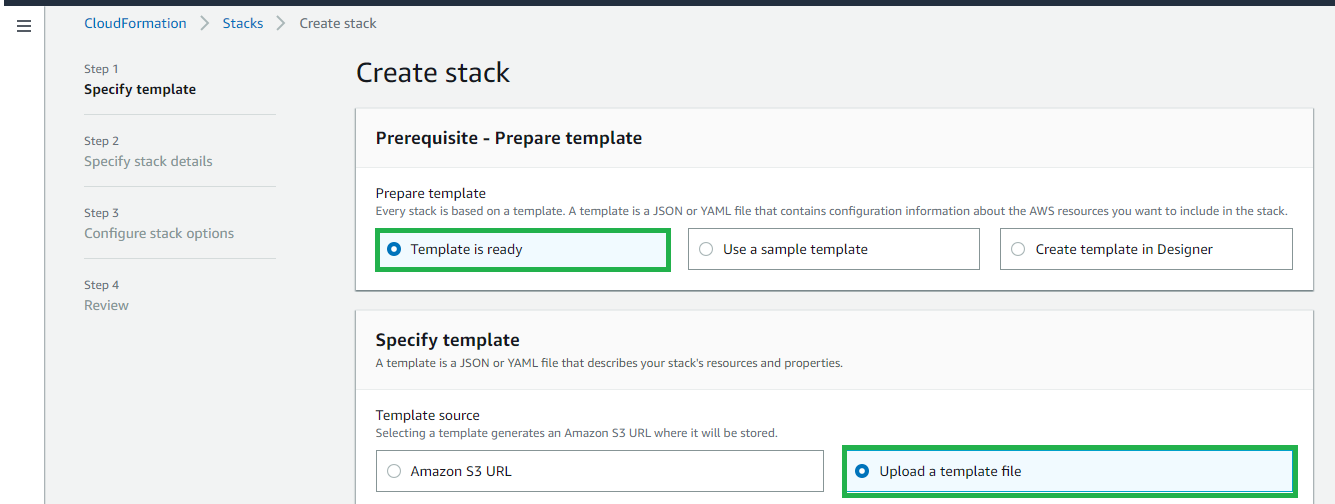 CloudFormation Stacks Create stack
Step 1
Specify template
Step 2
Specify stack details
Step 3
Configure stack options
Step 4
Review
Create stack
Prerequisite - Prepare template
Prepare template
Every stack is based on a template. A template is a JSON or YAML file that contains configuration information about the AWS resources you want to include in the stack.
Template is ready
Use a sample template
Create template in Designer
Specify template
A template is a JSON or YAML file that describes your stack's resources and properties.
Template source
Selecting a template generates an Amazon S3 URL where it will be stored.
Amazon S3 URL
Upload a template file